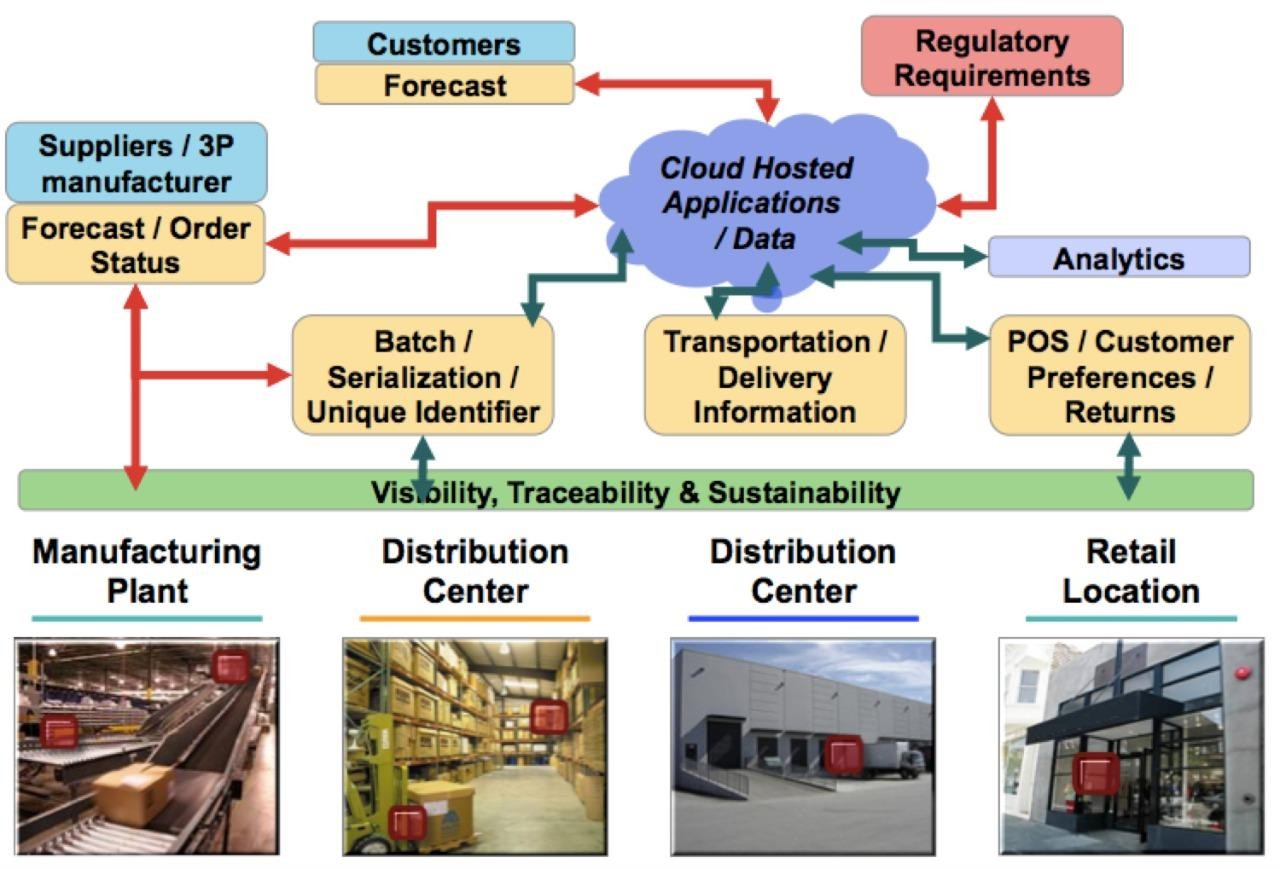 Customers
Forecast
Regulatory
Requirements
Suppliers / 3P
manufacturer
Forecast / Order
Status
Cloud Hosted
Applications
/ Data
Analytics
Batch /
Serialization /
Unique Identifier
Transportation /
Delivery
Information
POS / Customer
Preferences /
Returns
Visibility, Traceability & Sustainability
Manufacturing
Plant
Distribution
Center
Distribution
Center
Retail
Location